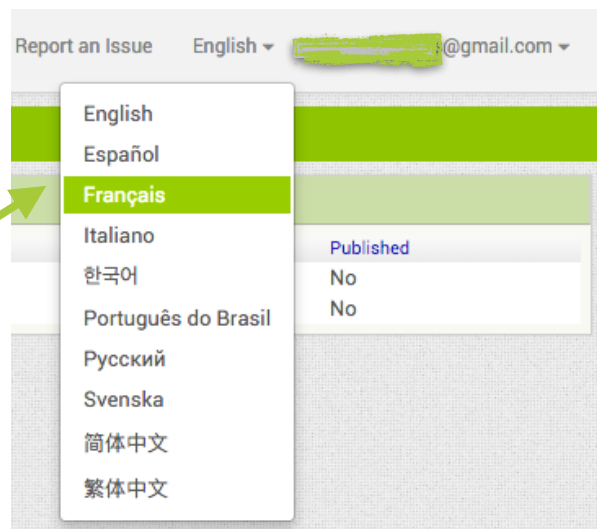 Report an Issue English @gmail.com
English
Español
Français
Italiano
한국어
Português do Brasil
Русский
Svenska
简体中文
繁体中文
Published
No
No